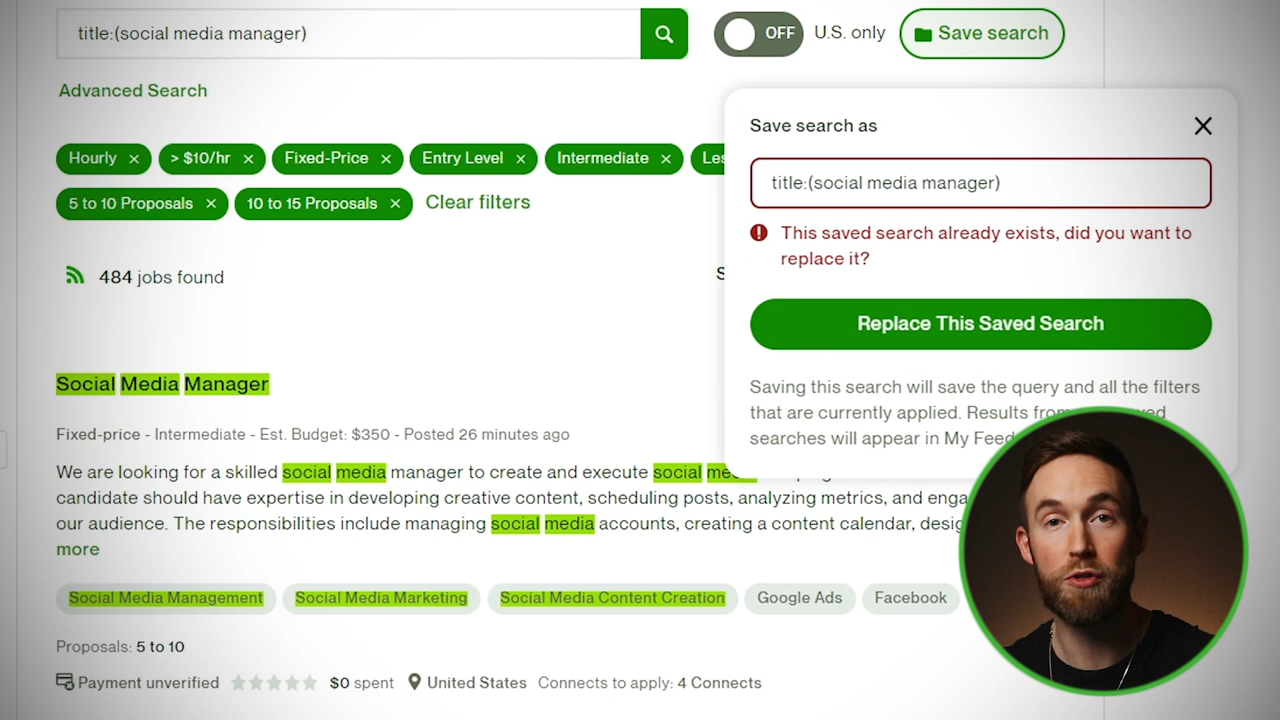 title:(social media manager)
OFF
U.S. only
Save search
Advanced Search
Save search as
title:(social media manager)
This saved search already exists, did you want to
replace it?
Replace This Saved Search
Saving this search will save the query and all the filters
that are currently applied. Results
searches will appear in My Feed
Hourly
> $10/hr
Fixed-Price
Entry Level
Intermediate
5 to 10 Proposals
10 to 15 Proposals
Clear filters
484 jobs found
Social Media Manager
Fixed-price - Intermediate - Est. Budget: $350 - Posted 26 minutes ago
We are looking for a skilled social media manager to create and execute social
candidate should have expertise in developing creative content, scheduling posts, analyzing metrics, and
our audience. The responsibilities include managing social media accounts, creating a content calendar,
more
Social Media Management
Social Media Marketing
Social Media Content Creation
Google Ads
Facebook
Proposals: 5 to 10
Payment unverified
$0 spent
United States
Connects to apply: 4 Connects